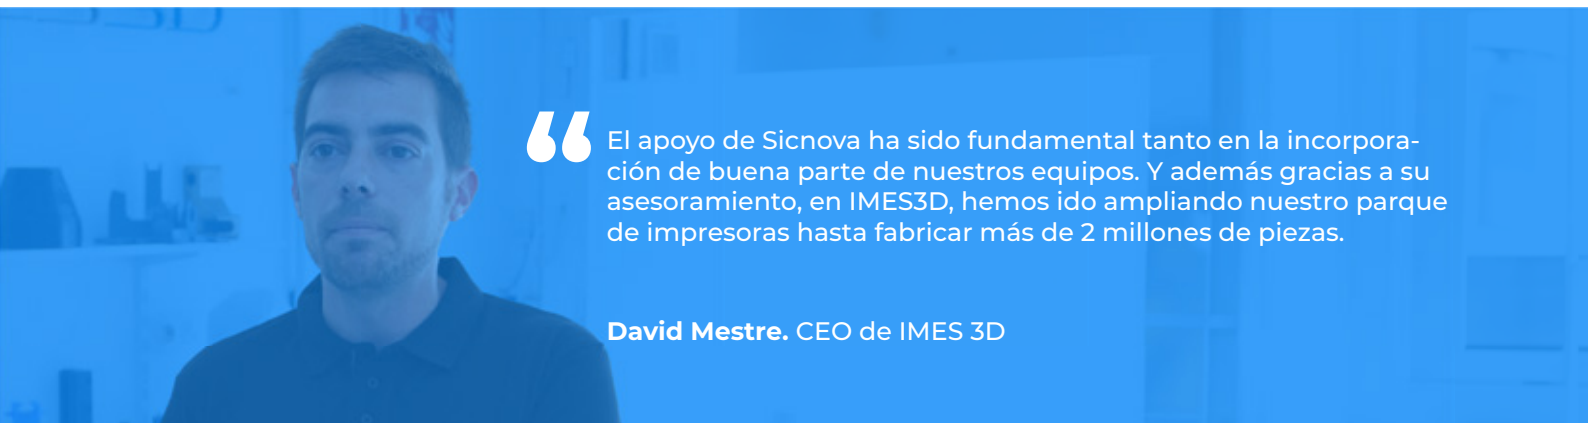 “
El apoyo de Sicnova ha sido fundamental tanto en la incorpora-
ción de buena parte de nuestros equipos. Y además gracias a su
asesoramiento, en IMES3D, hemos ido ampliando nuestro parque
de impresoras hasta fabricar más de 2 millones de piezas.
David Mestre. CEO de IMES 3D